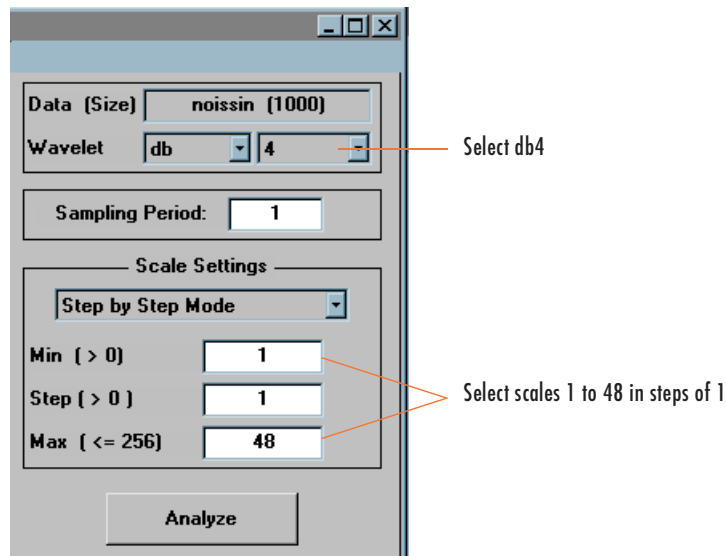 Data (Size) noissin (1000)
Wavelet db 4
Select db4
Sampling Period: 1
Scale Settings
Step by Step Mode
Min ( > 0) 1
Step ( > 0 ) 1
Select scales 1 to 48 in steps of 1
Max ( <= 256) 48
Analyze